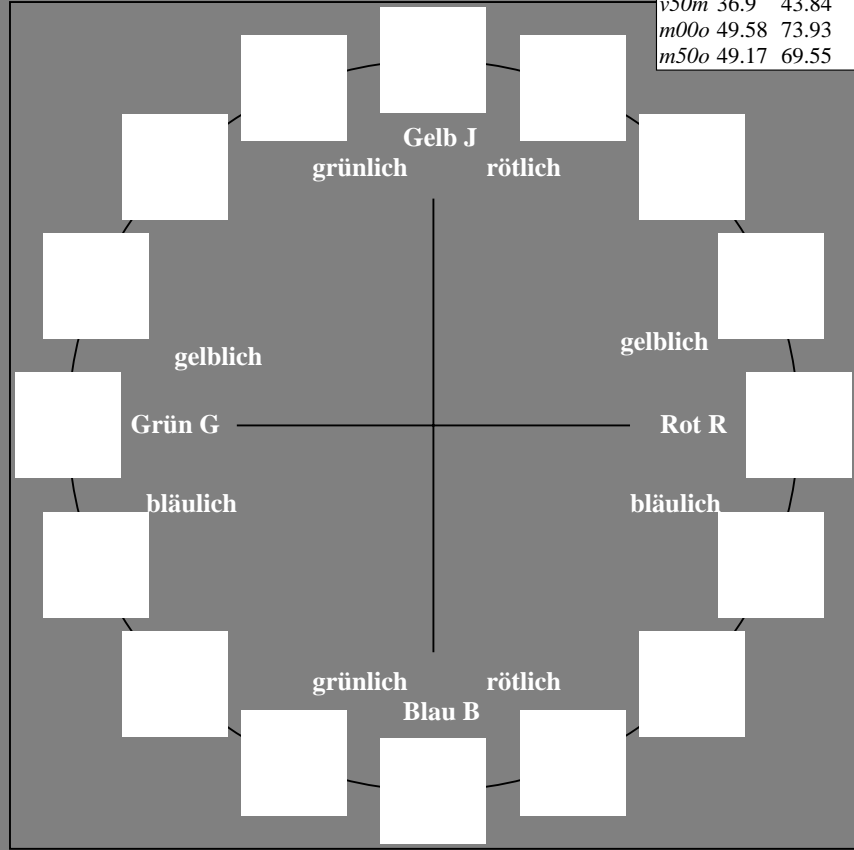 v50m 36.9 43.84
m00o 49.58 73.93
m50o 49.17 69.55
Gelb J
grünlich rötlich
gelblich gelblich
Grün G Rot R
bläulich bläulich
grünlich rötlich
Blau B